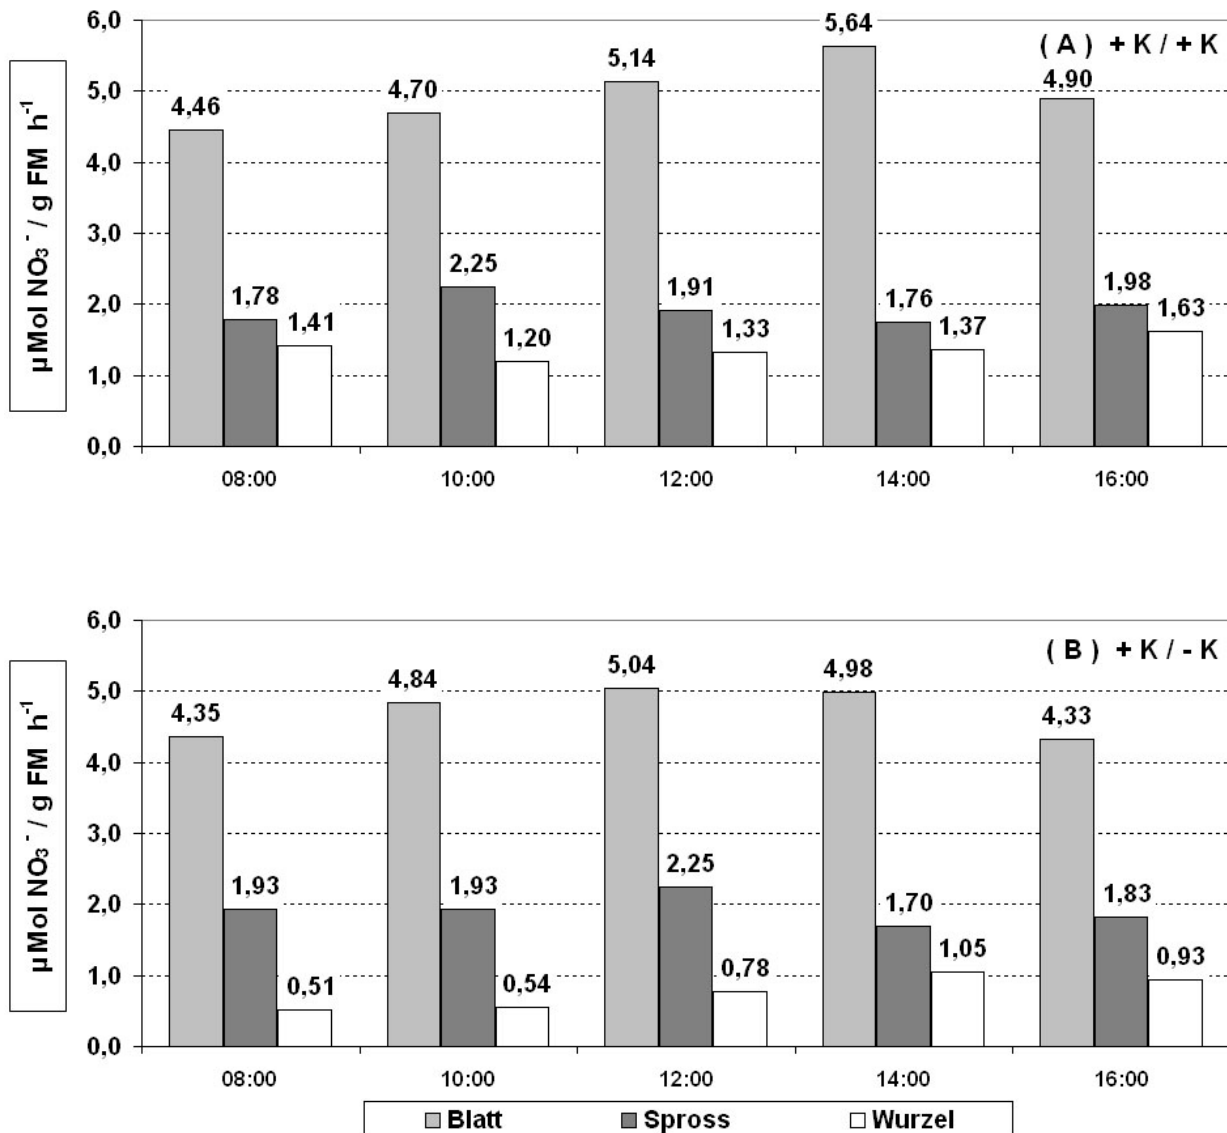 6,0
5,0
4,0
3,0
2,0
1,0
0,0
µMol NO₃⁻ / g FM h⁻¹
( A ) + K / + K
4,46 1,78 1,41
4,70 2,25 1,20
5,14 1,91 1,33
5,64 1,76 1,37
4,90 1,98 1,63
08:00 10:00 12:00 14:00 16:00
6,0
5,0
4,0
3,0
2,0
1,0
0,0
µMol NO₃⁻ / g FM h⁻¹
( B ) + K / - K
4,35 1,93 0,51
4,84 1,93 0,54
5,04 2,25 0,78
4,98 1,70 1,05
4,33 1,83 0,93
08:00 10:00 12:00 14:00 16:00
Blatt Spross Wurzel